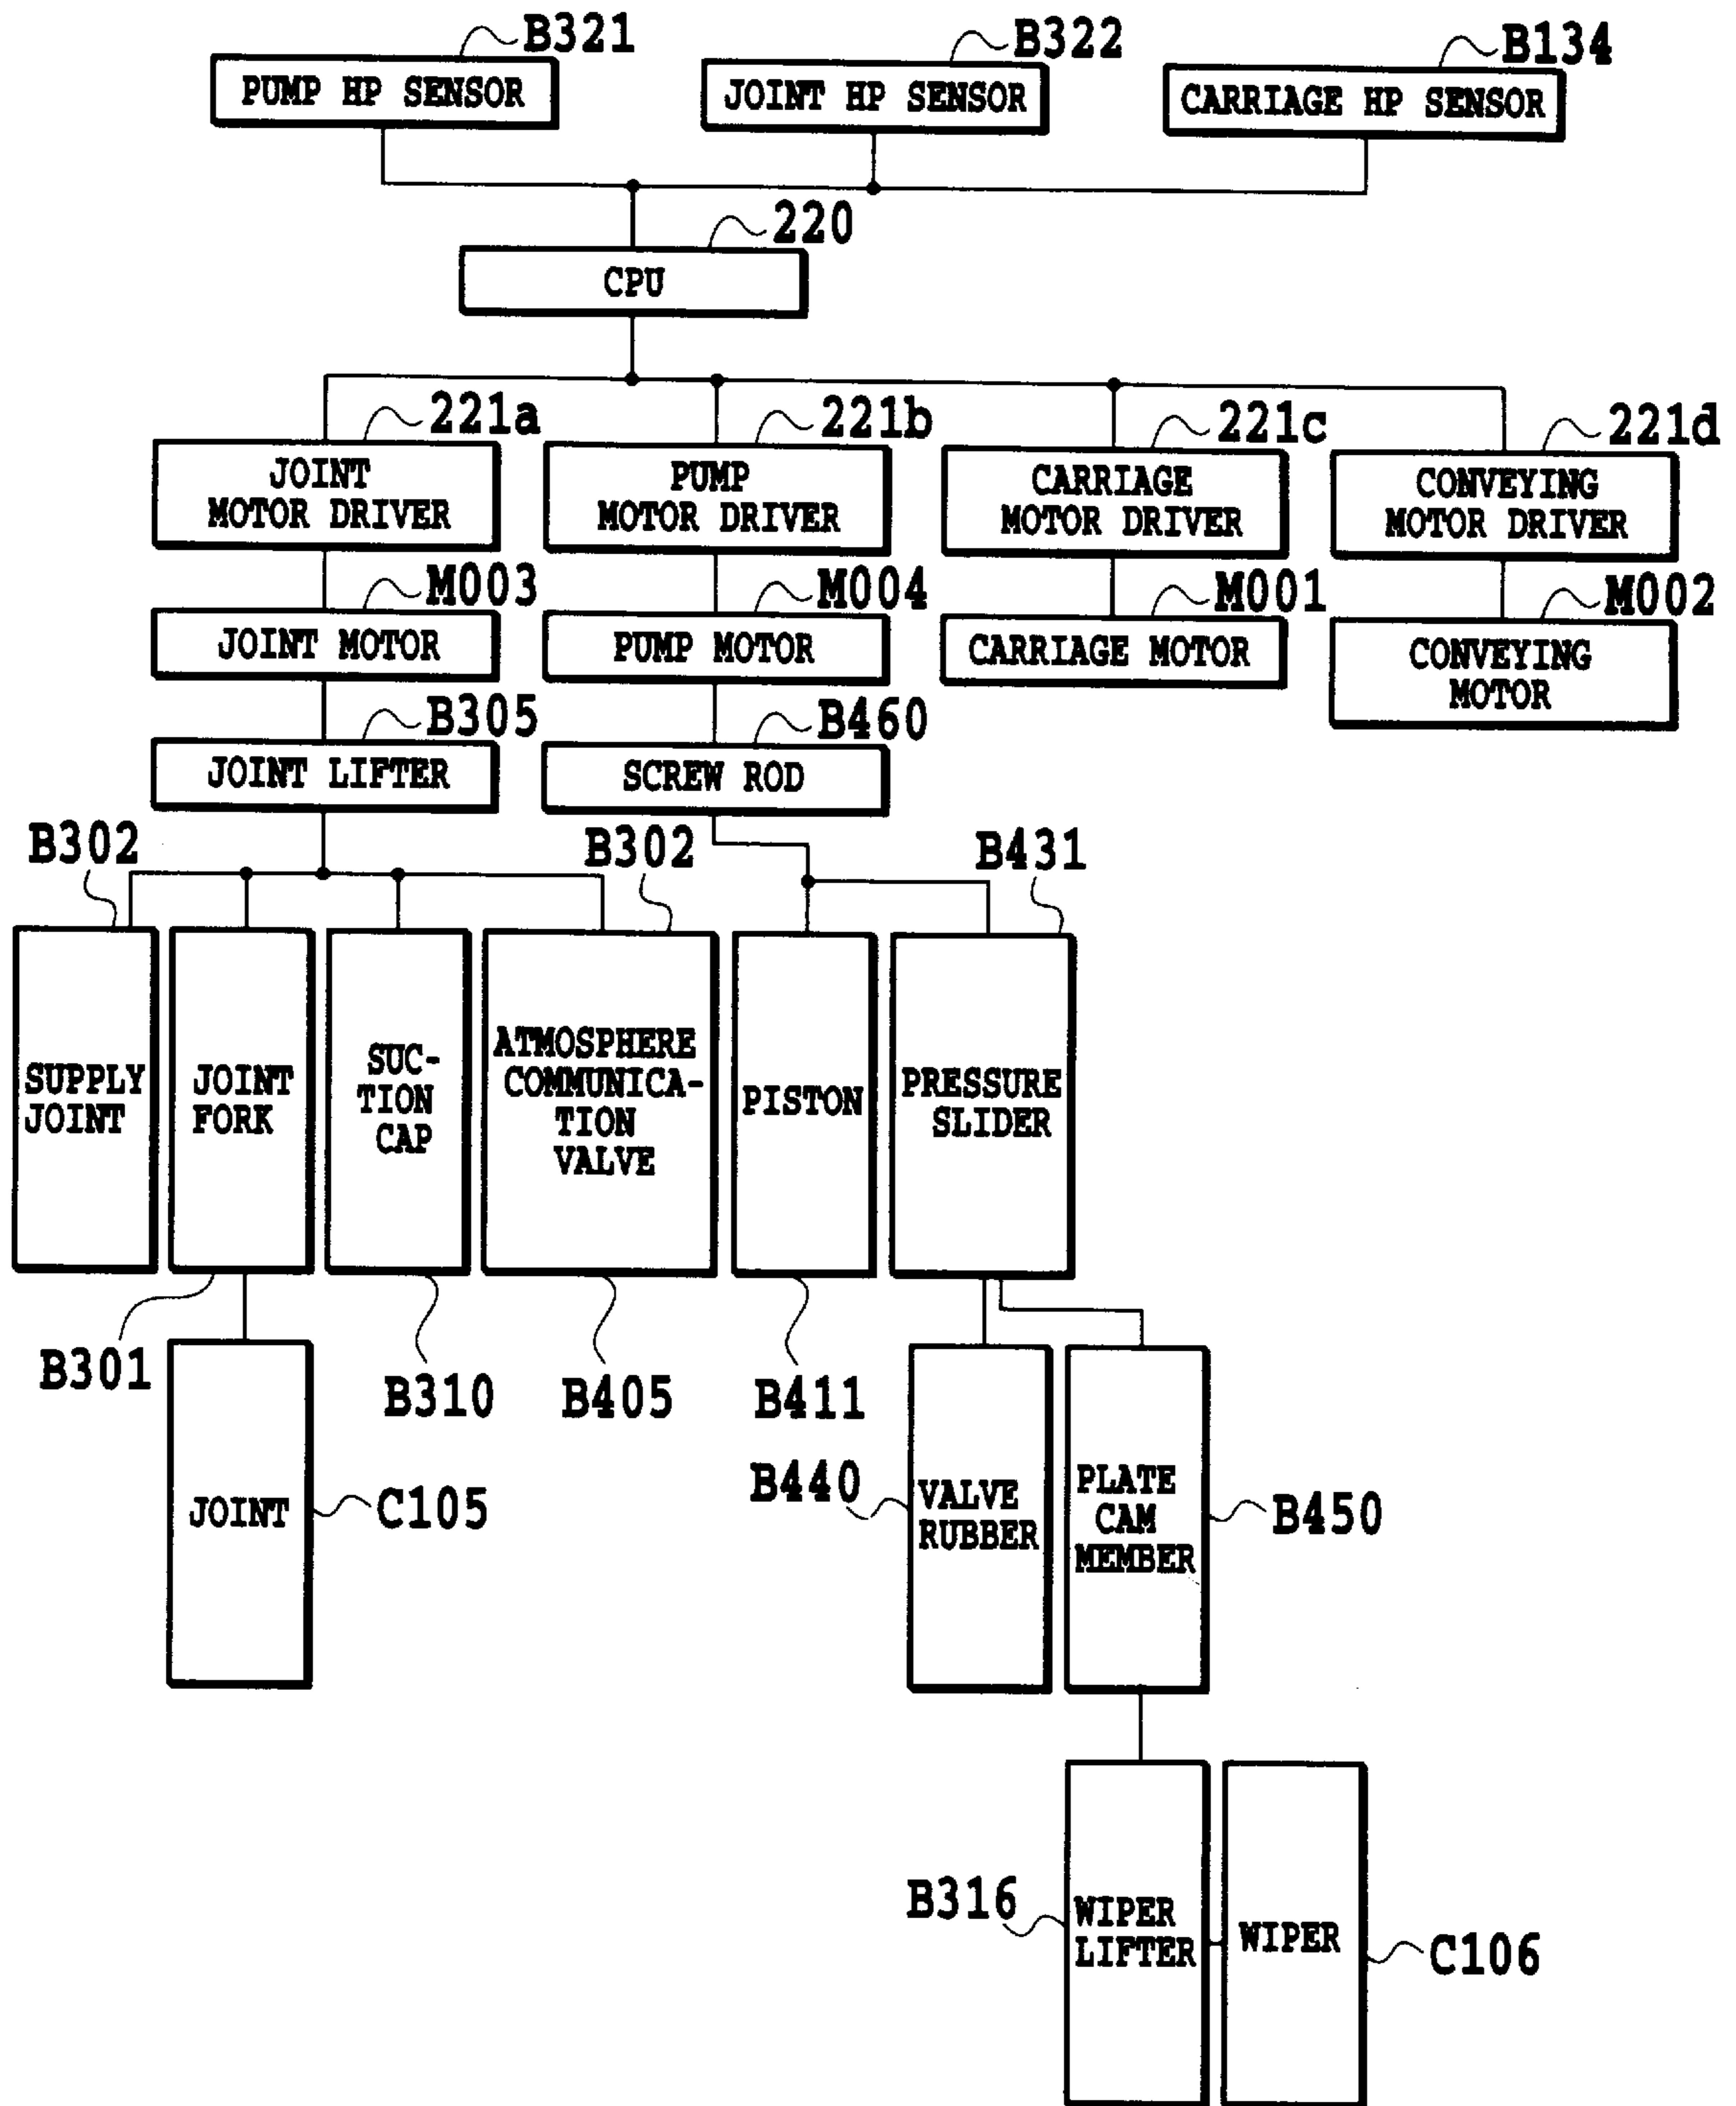 B321
B322
B134
PUMP HP SENSOR
JOINT HP SENSOR
CARRIAGE HP SENSOR
220
CPU
221a
221b
221c
221d
JOINT
MOTOR DRIVER
PUMP
MOTOR DRIVER
CARRIAGE
MOTOR DRIVER
CONVEYING
MOTOR DRIVER
M003
M004
M001
M002
JOINT MOTOR
PUMP MOTOR
CARRIAGE MOTOR
CONVEYING
MOTOR
B305
B460
JOINT LIFTER
SCREW ROD
B302
B302
B431
SUPPLY
JOINT
JOINT
FORK
SUC-
TION
CAP
ATMOSPHERE
COMMUNICA-
TION
VALVE
PISTON
PRESSURE
SLIDER
B301
B310
B405
B411
JOINT
C105
B440
VALVE
RUBBER
PLATE
CAM
MEMBER
B450
B316
WIPER
LIFTER
WIPER
C106